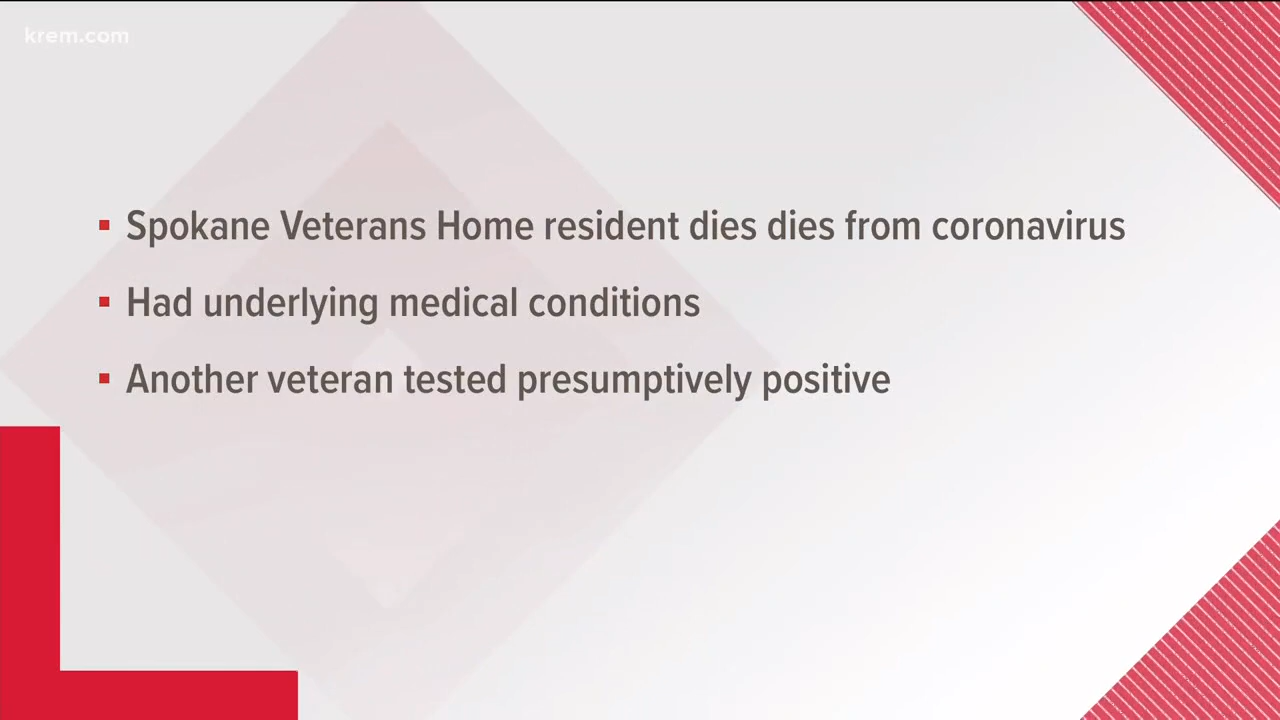 krem.com
▪ Spokane Veterans Home resident dies dies from coronavirus
▪ Had underlying medical conditions
▪ Another veteran tested presumptively positive